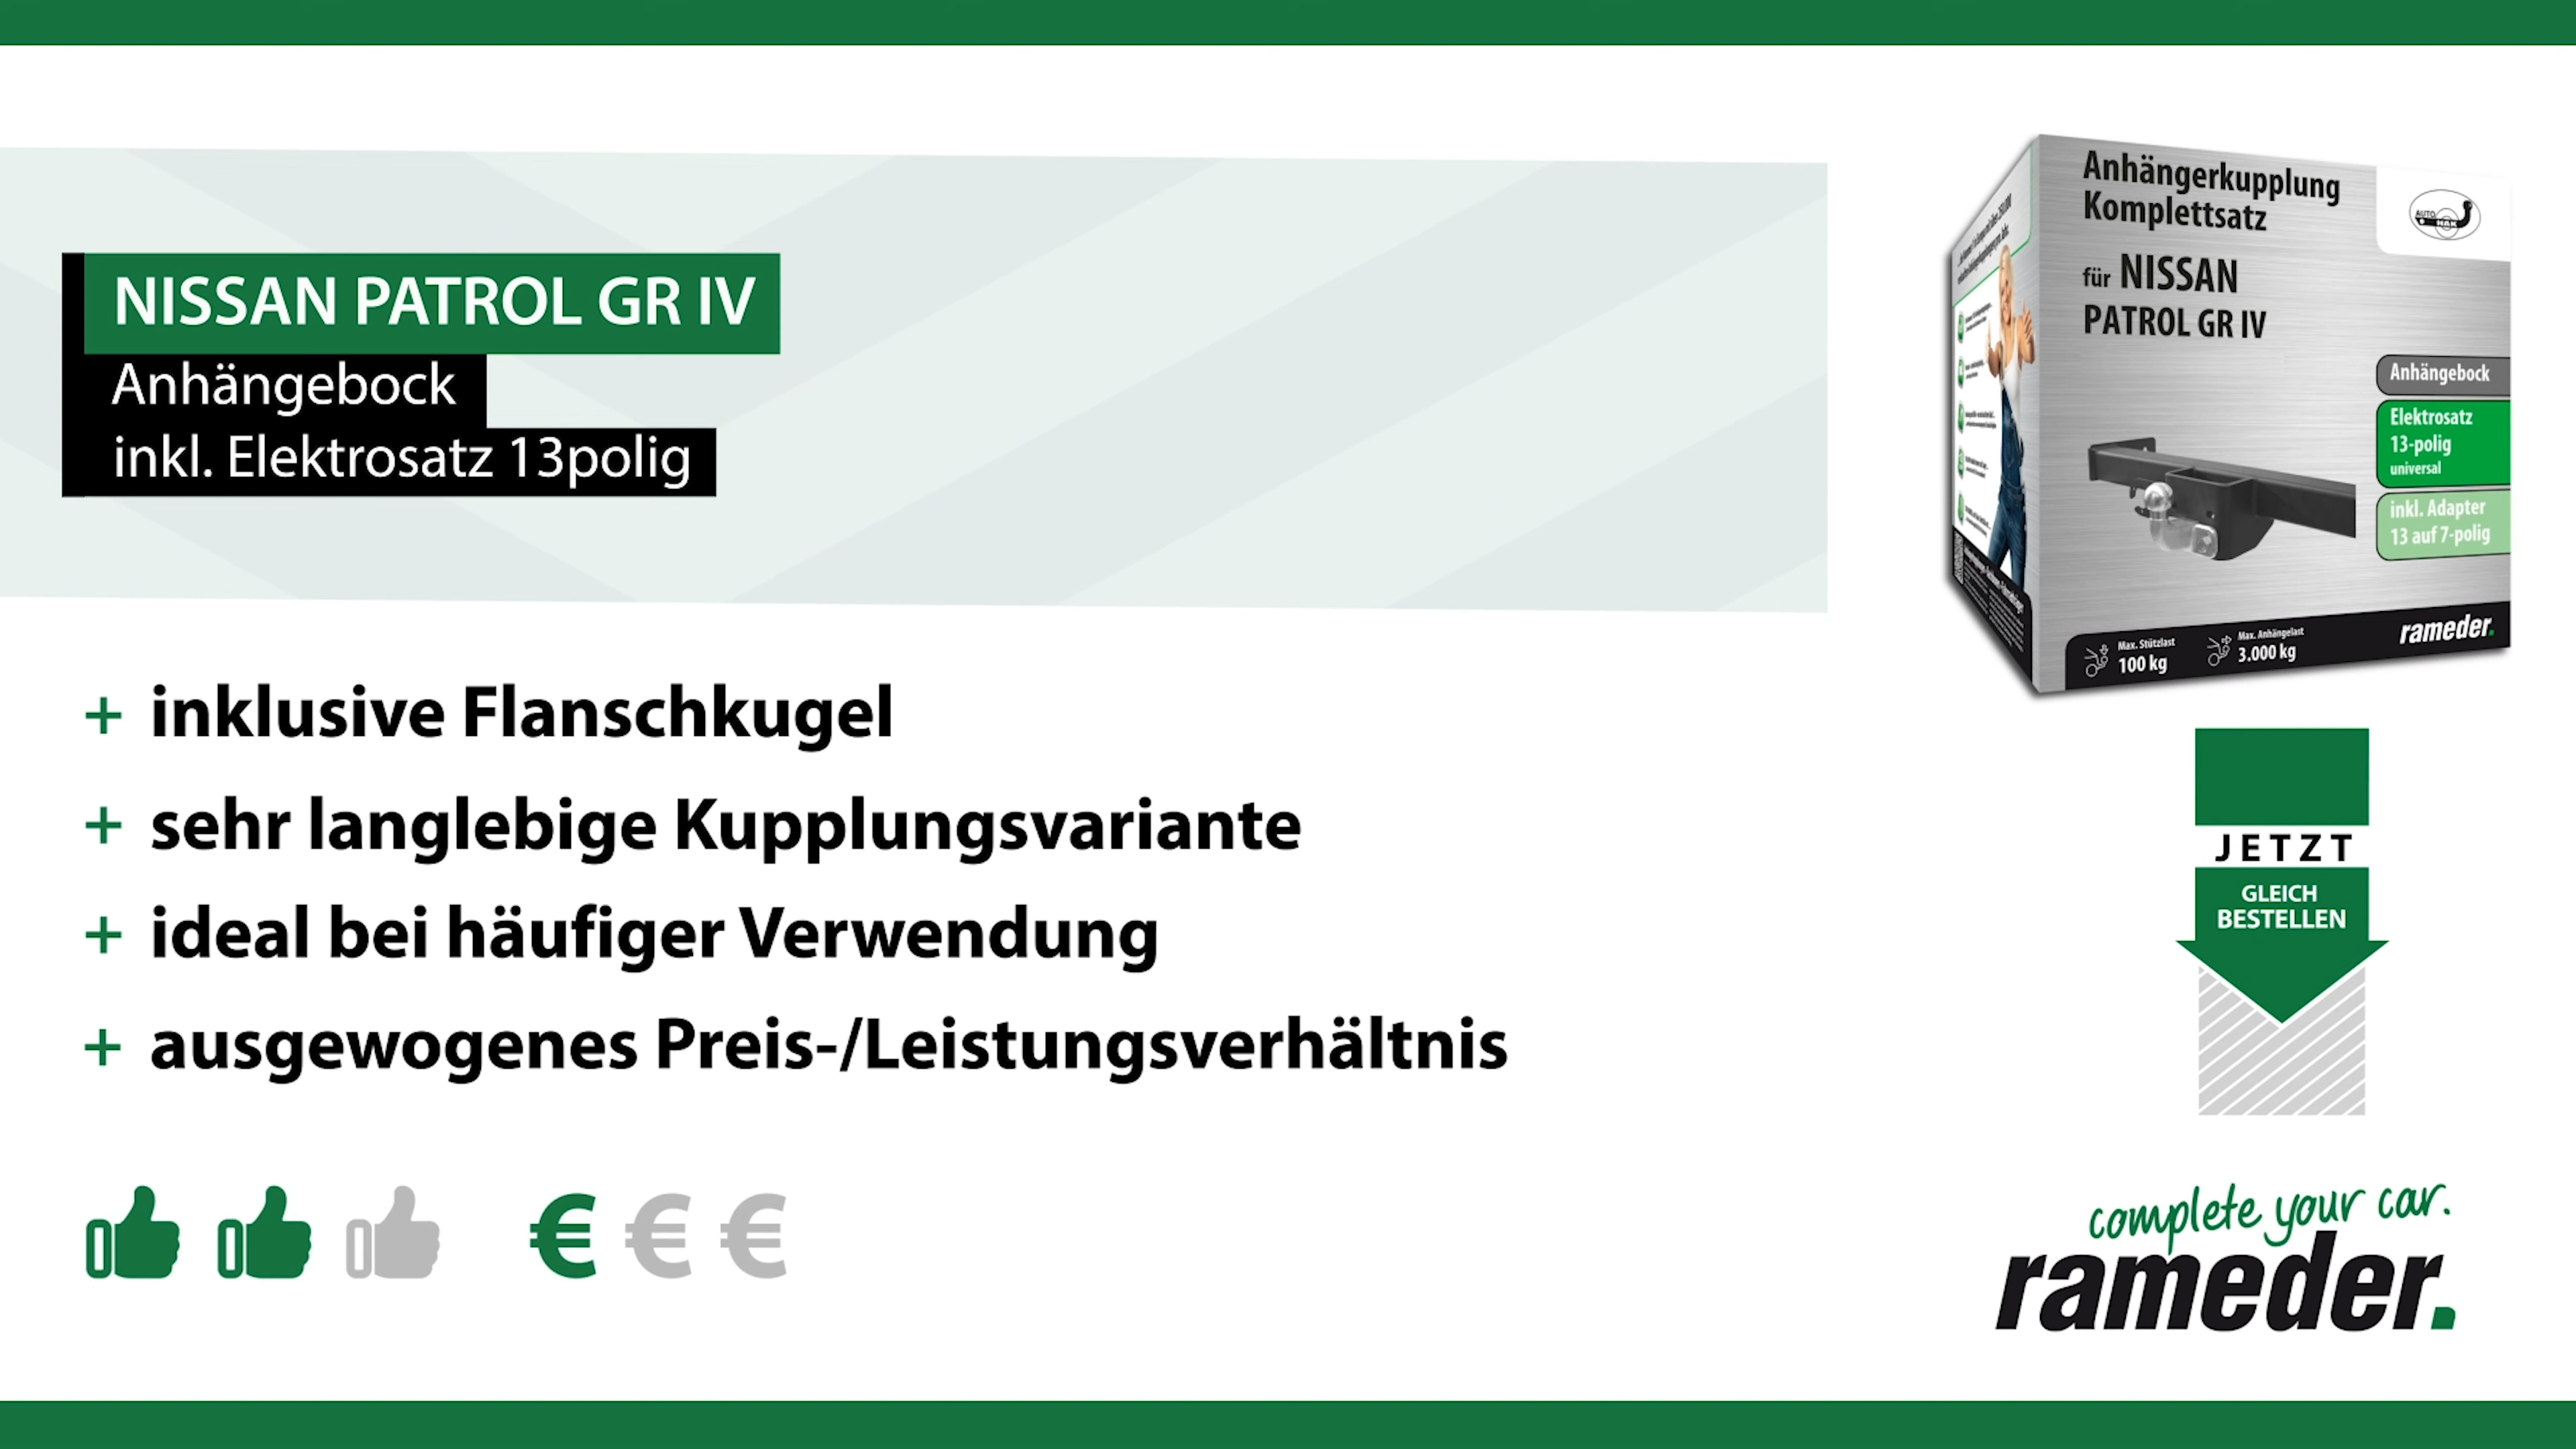 NISSAN PATROL GR IV
Anhängebock
inkl. Elektrosatz 13polig
+ inklusive Flanschkugel
+ sehr langlebige Kupplungsvariante
+ ideal bei häufiger Verwendung
+ ausgewogenes Preis-/Leistungsverhältnis
€ € €
Anhängerkupplung
Komplettsatz
für NISSAN
PATROL GR IV
AUTO
HAK
Anhängebock
Elektrosatz
13-polig
universal
inkl. Adapter
13 auf 7-polig
Max. Stützlast
100 kg
Max. Anhängelast
3.000 kg
rameder.
JETZT
GLEICH
BESTELLEN
complete your car.
rameder.